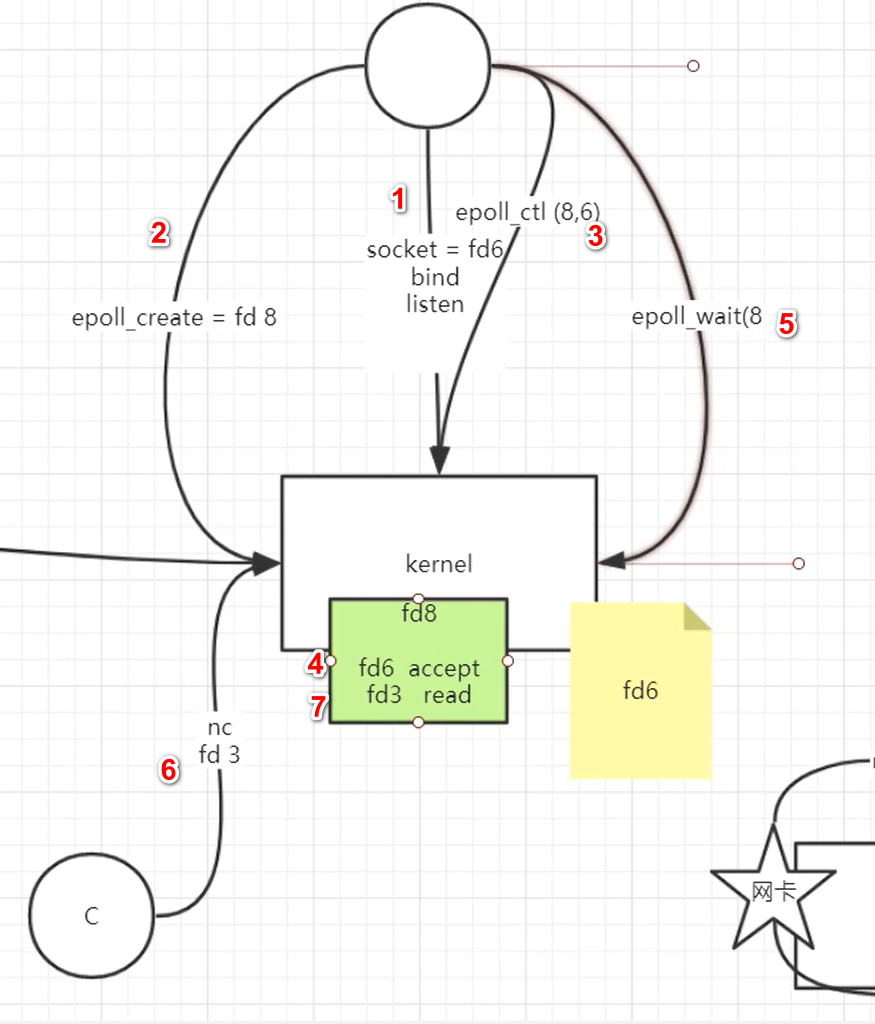 1
epoll_ctl (8,6)
2
3
socket = fd6
bind
listen
epoll_create = fd 8
epoll_wait(8
5
kernel
fd8
4
fd6 accept
7
fd3 read
fd6
nc
fd 3
6
C
网卡